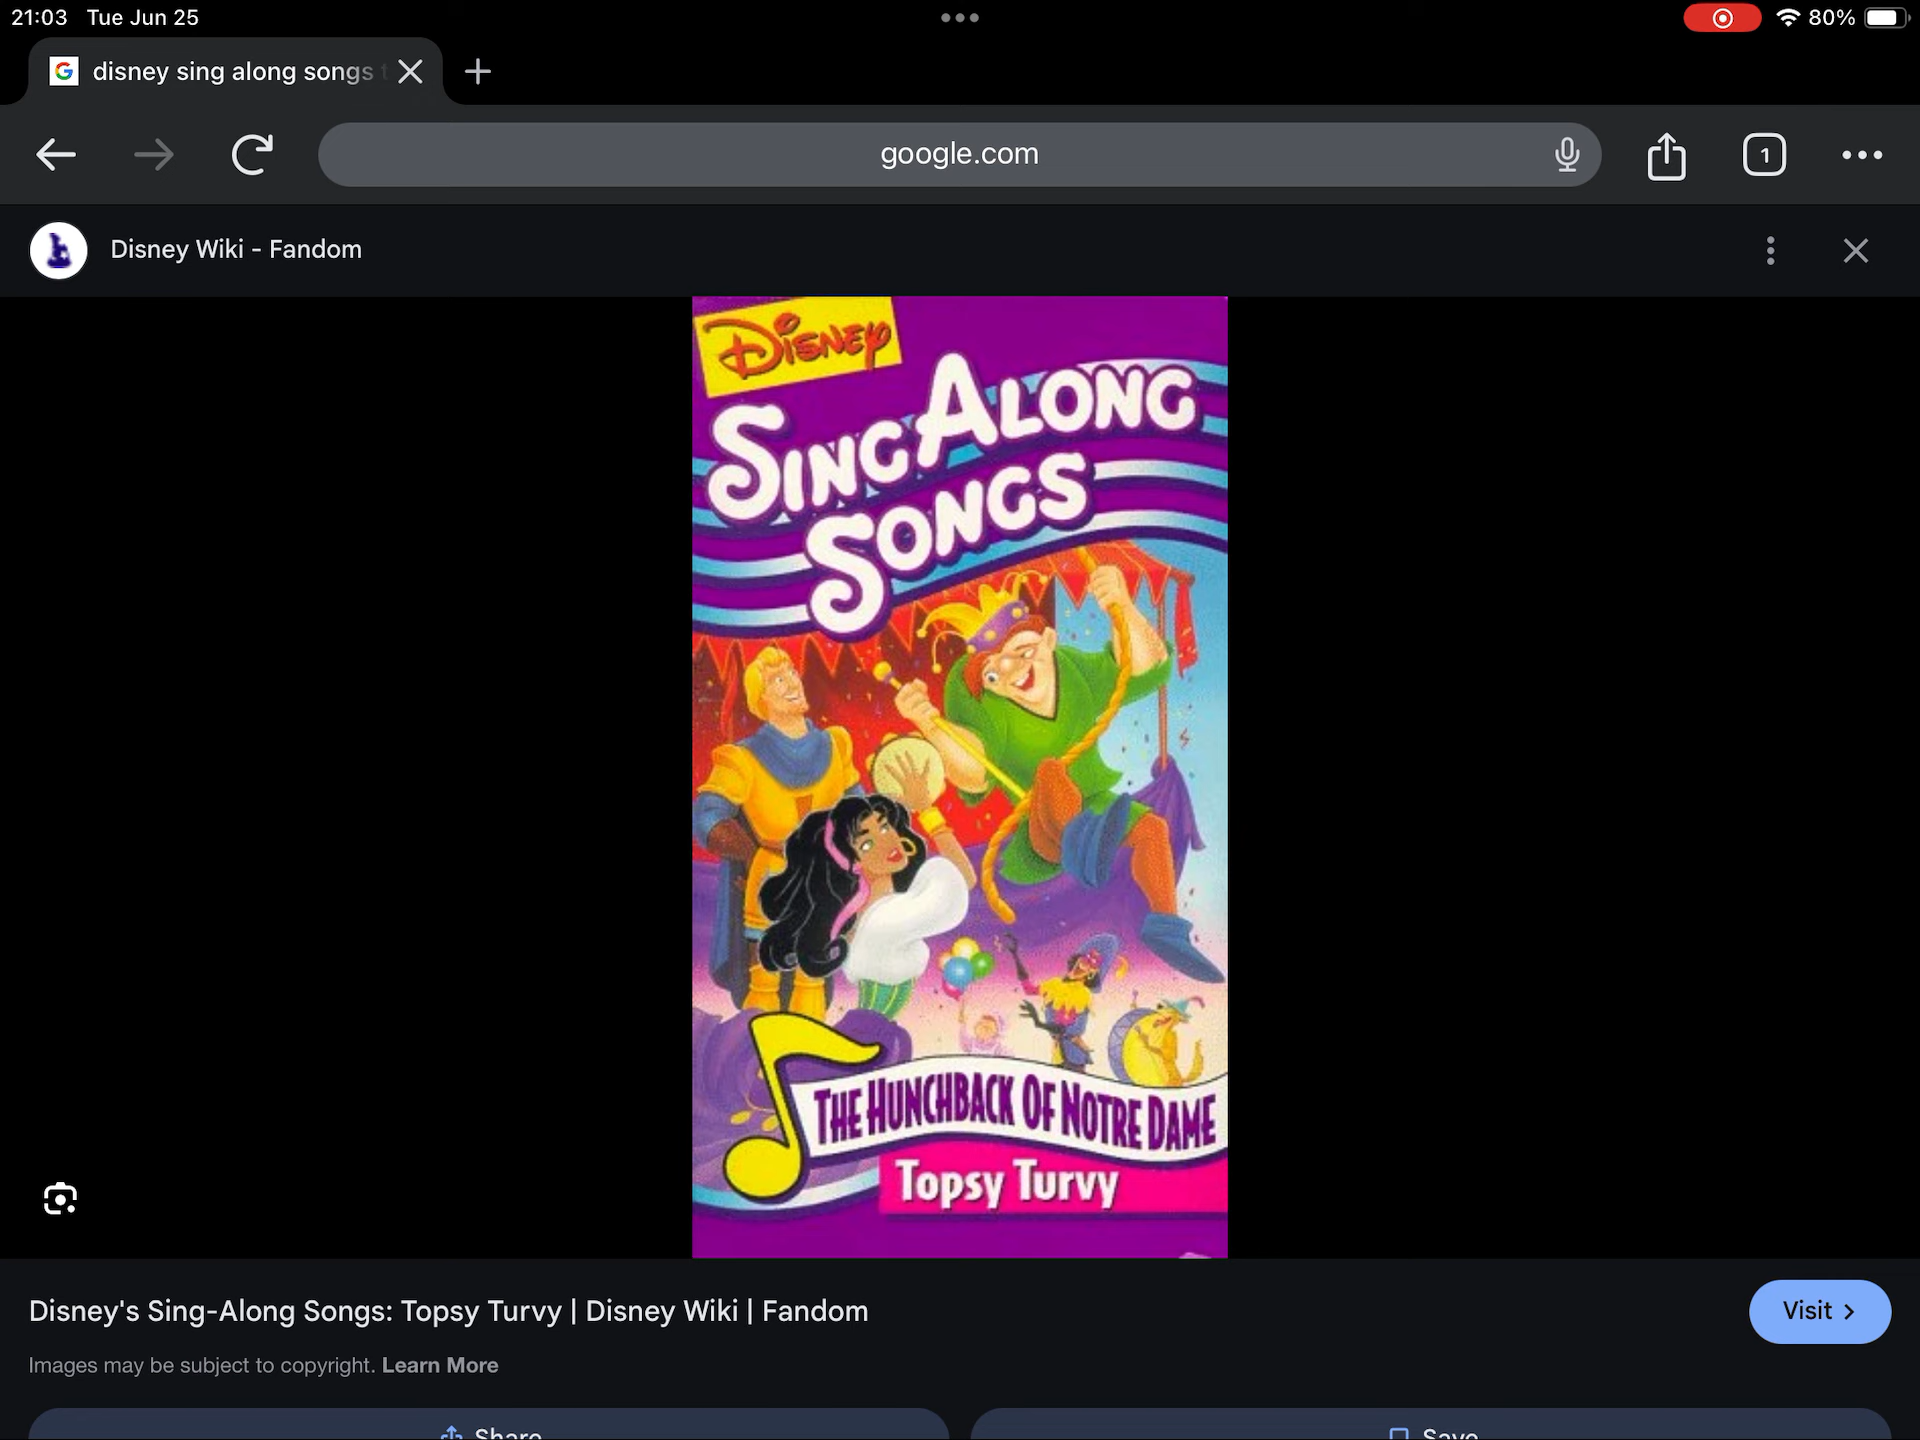 21:03 Tue Jun 25
80%
disney sing along songs
google.com
1
Disney Wiki - Fandom
Disney
Sing Along
Songs
The Hunchback Of Notre Dame
Topsy Turvy
Disney's Sing-Along Songs: Topsy Turvy | Disney Wiki | Fandom
Visit
Images may be subject to copyright. Learn More
Share
Save